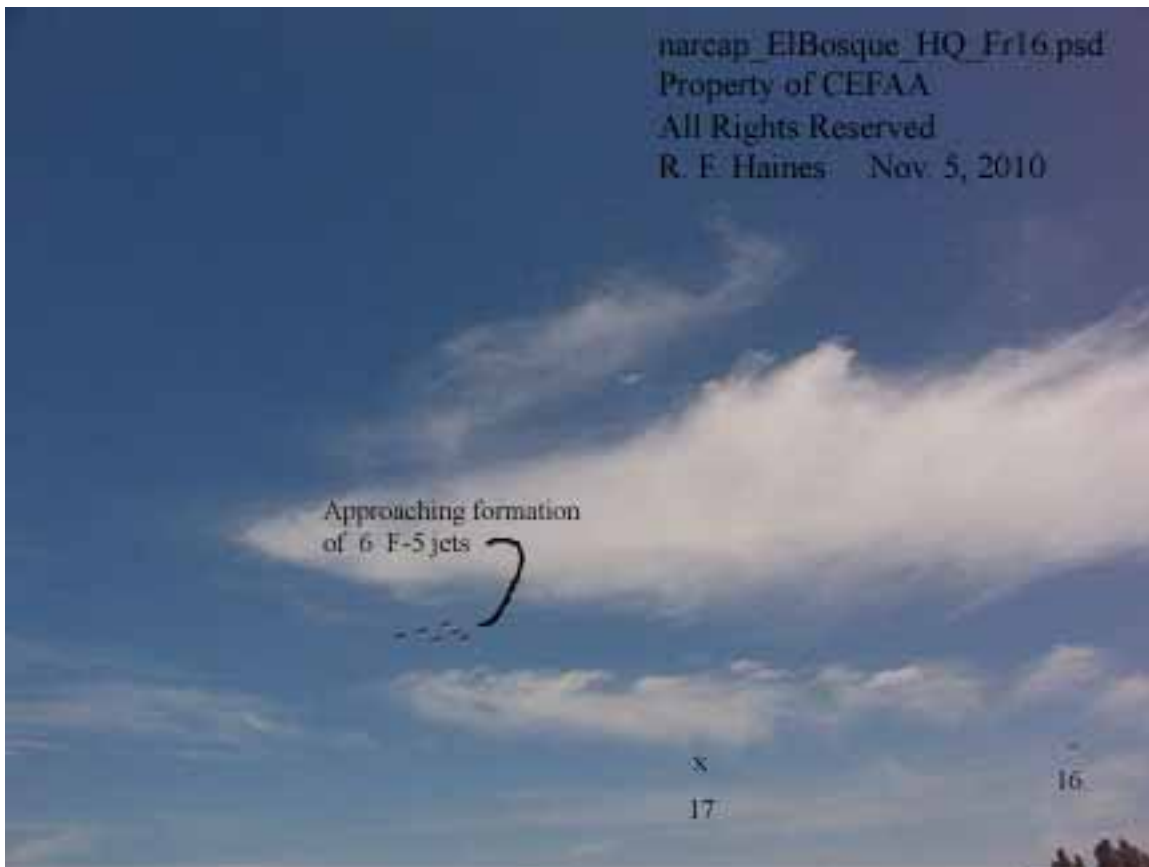 narcap_ElBosque_HQ_Fr16.psd
Property of CEFAA
All Rights Reserved
R. F. Haines Nov. 5, 2010
Approaching formation
of 6 F-5 jets
x
17
16